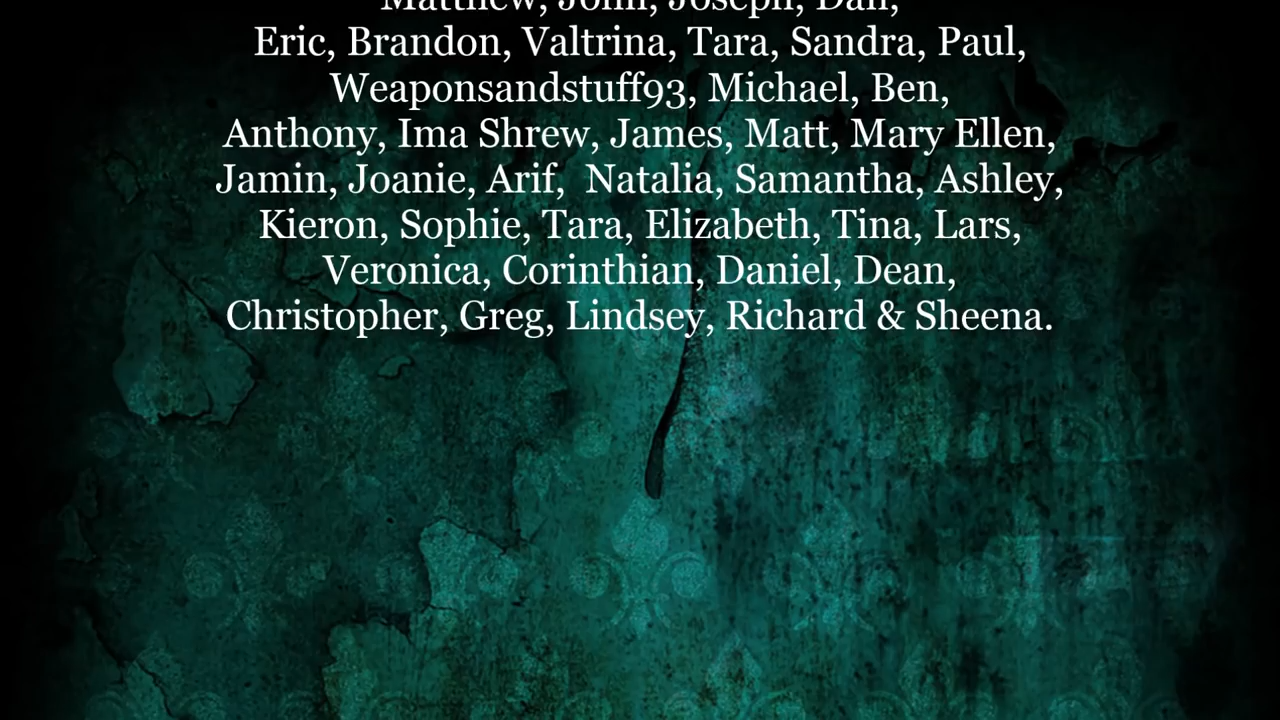 Matthew, John, Joseph, Dan,
Eric, Brandon, Valtrina, Tara, Sandra, Paul,
Weaponsandstuff93, Michael, Ben,
Anthony, Ima Shrew, James, Matt, Mary Ellen,
Jamin, Joanie, Arif,  Natalia, Samantha, Ashley,
Kieron, Sophie, Tara, Elizabeth, Tina, Lars,
Veronica, Corinthian, Daniel, Dean,
Christopher, Greg, Lindsey, Richard & Sheena.